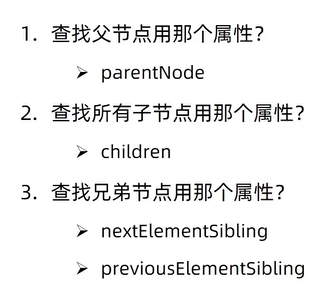 1. 查找父节点用那个属性？
➢ parentNode
2. 查找所有子节点用那个属性？
➢ children
3. 查找兄弟节点用那个属性？
➢ nextElementSibling
➢ previousElementSibling